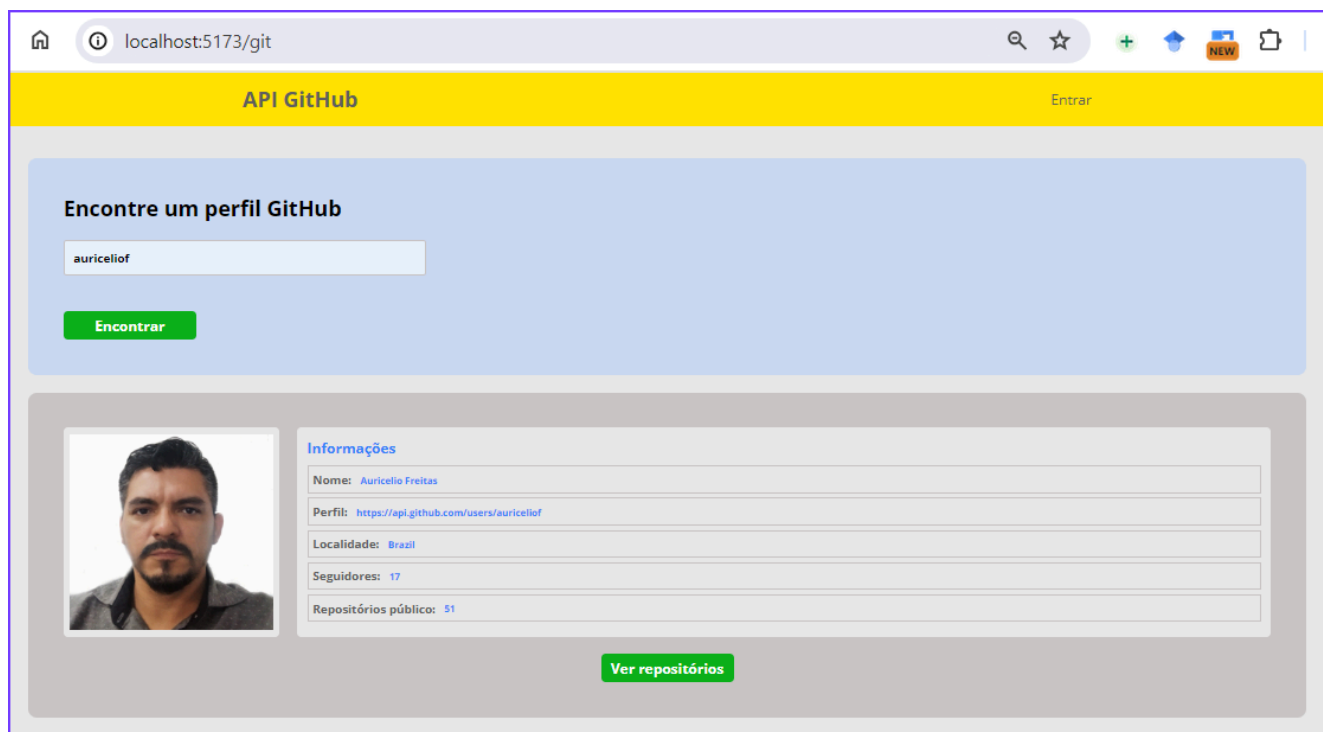 localhost:5173/git
NEW
API GitHub
Entrar
Encontre um perfil GitHub
auriceliof
Encontrar
Informações
Nome: Auricelio Freitas
Perfil: https://api.github.com/users/auriceliof
Localidade: Brazil
Seguidores: 17
Repositórios público: 51
Ver repositórios